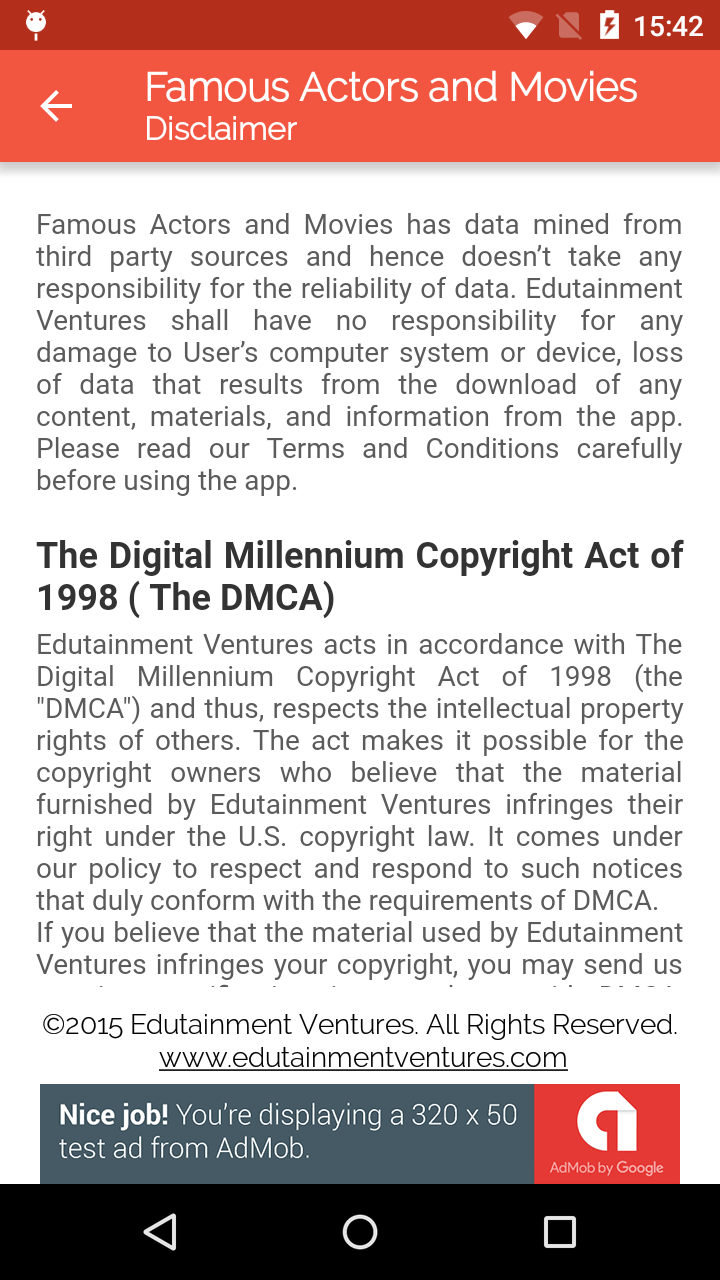 15:42
Famous Actors and Movies
Disclaimer
Famous Actors and Movies has data mined from
third party sources and hence doesn’t take any
responsibility for the reliability of data. Edutainment
Ventures shall have no responsibility for any
damage to User’s computer system or device, loss
of data that results from the download of any
content, materials, and information from the app.
Please read our Terms and Conditions carefully
before using the app.
The Digital Millennium Copyright Act of
1998 ( The DMCA)
Edutainment Ventures acts in accordance with The
Digital Millennium Copyright Act of 1998 (the
"DMCA") and thus, respects the intellectual property
rights of others. The act makes it possible for the
copyright owners who believe that the material
furnished by Edutainment Ventures infringes their
right under the U.S. copyright law. It comes under
our policy to respect and respond to such notices
that duly conform with the requirements of DMCA.
If you believe that the material used by Edutainment
Ventures infringes your copyright, you may send us
©2015 Edutainment Ventures. All Rights Reserved.
www.edutainmentventures.com
Nice job! You’re displaying a 320 x 50
test ad from AdMob.
AdMob by Google